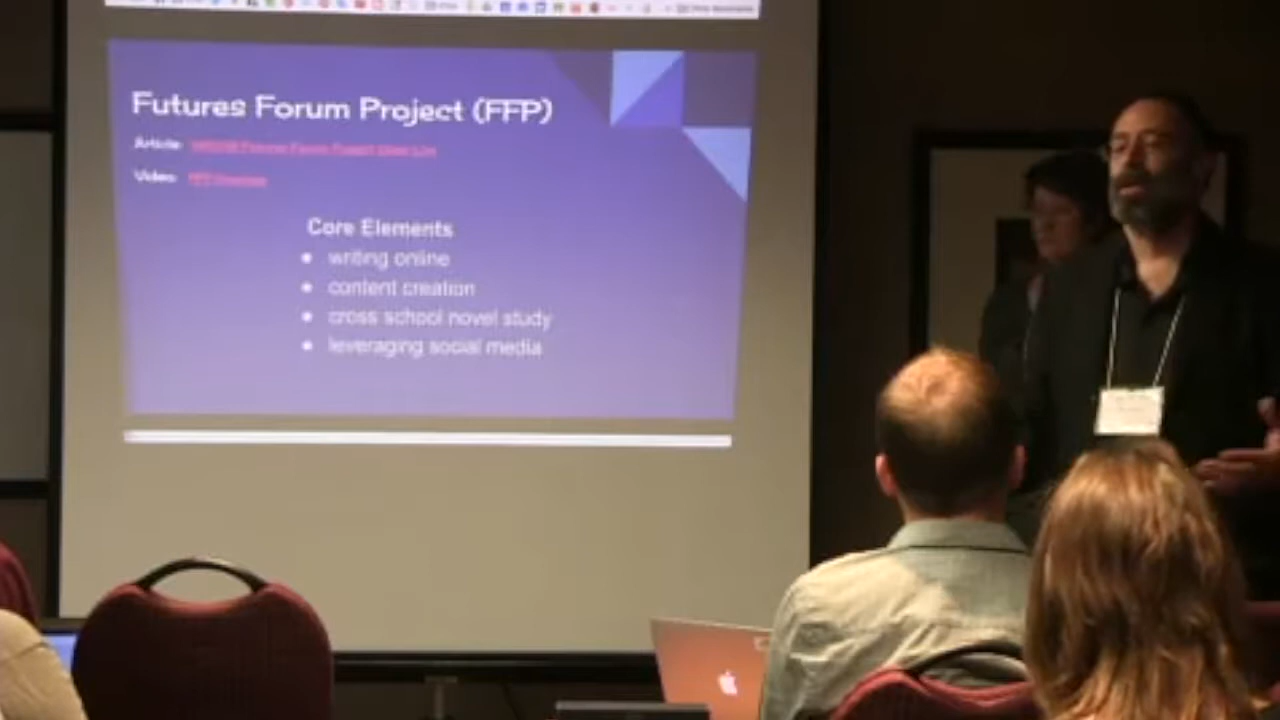 Futures Forum Project (FFP)
Article:
Video:
Core Elements
writing online
content creation
cross school novel study
leveraging social media